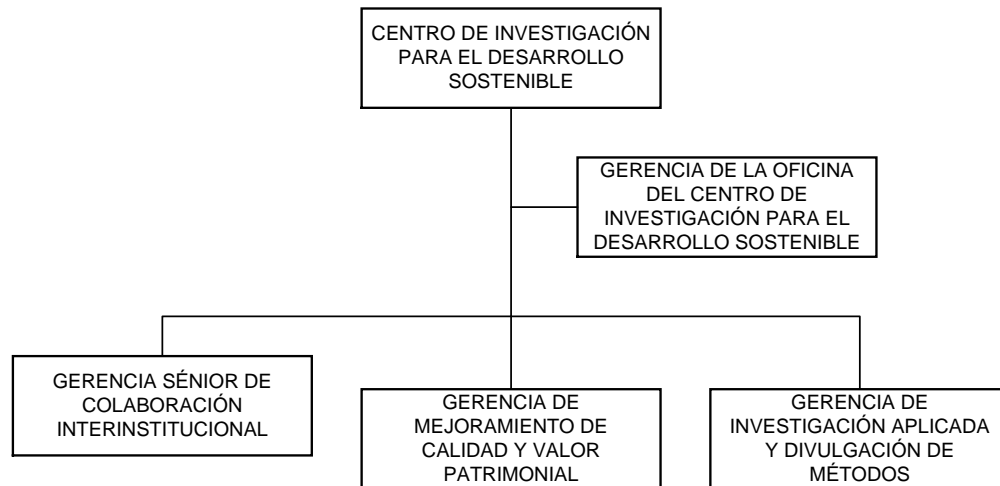 CENTRO DE INVESTIGACIÓN
PARA EL DESARROLLO
SOSTENIBLE
GERENCIA DE LA OFICINA
DEL CENTRO DE
INVESTIGACIÓN PARA EL
DESARROLLO SOSTENIBLE
GERENCIA SÉNIOR DE
COLABORACIÓN
INTERINSTITUCIONAL
GERENCIA DE
MEJORAMIENTO DE
CALIDAD Y VALOR
PATRIMONIAL
GERENCIA DE
INVESTIGACIÓN APLICADA
Y DIVULGACIÓN DE
MÉTODOS